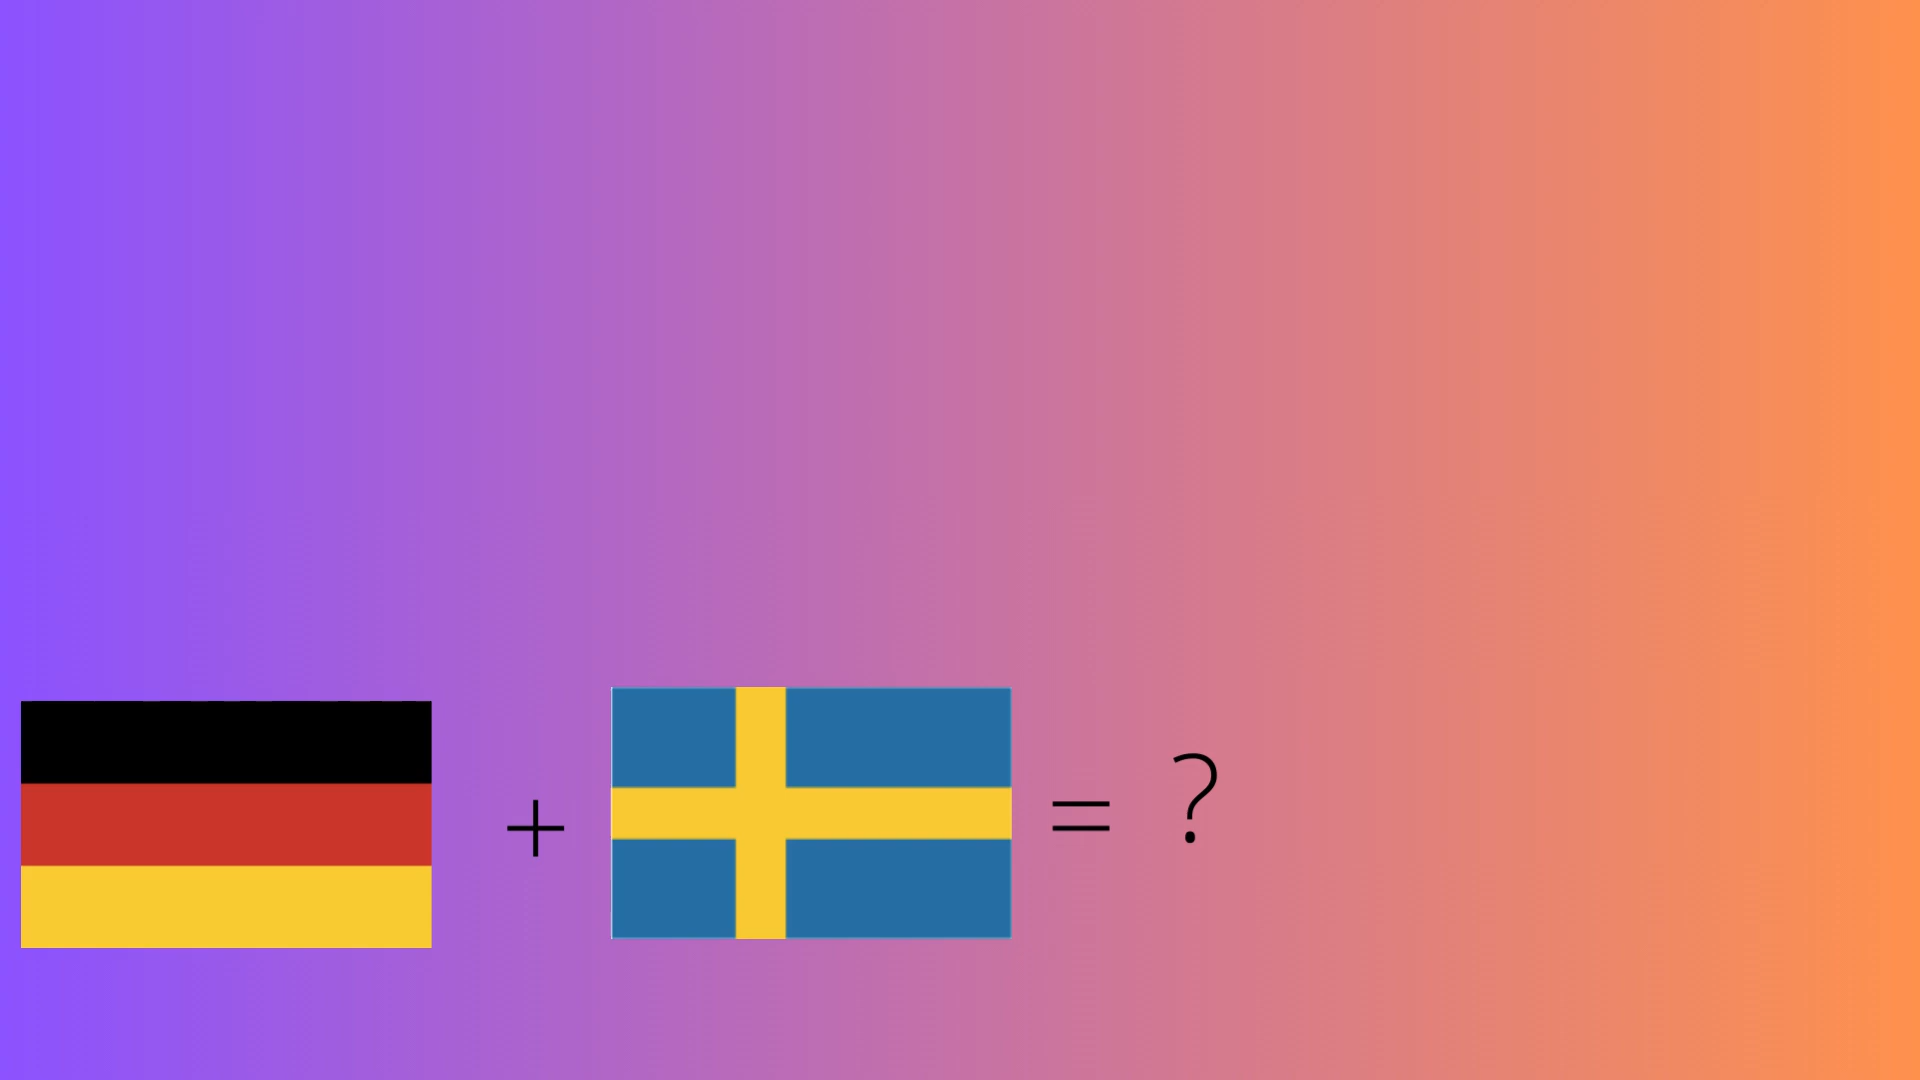 + = ?